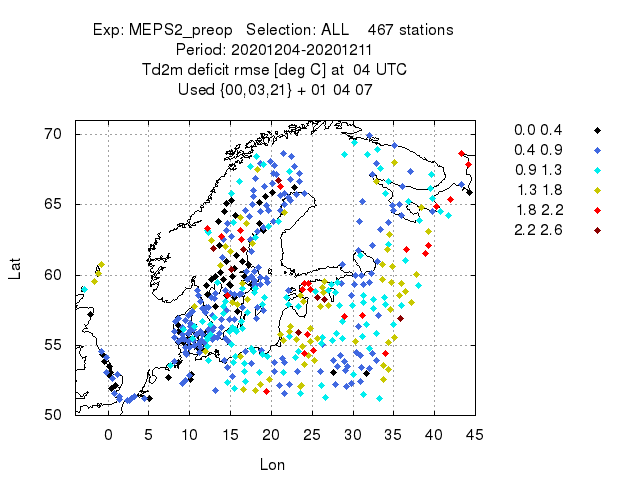 Exp: MEPS2_preop   Selection: ALL    467 stations
Period: 20201204-20201211
Td2m deficit rmse [deg C] at  04 UTC
Used {00,03,21} + 01 04 07
0.0 0.4
0.4 0.9
0.9 1.3
1.3 1.8
1.8 2.2
2.2 2.6
70
65
60
55
50
Lat
0 5 10 15 20 25 30 35 40 45
Lon